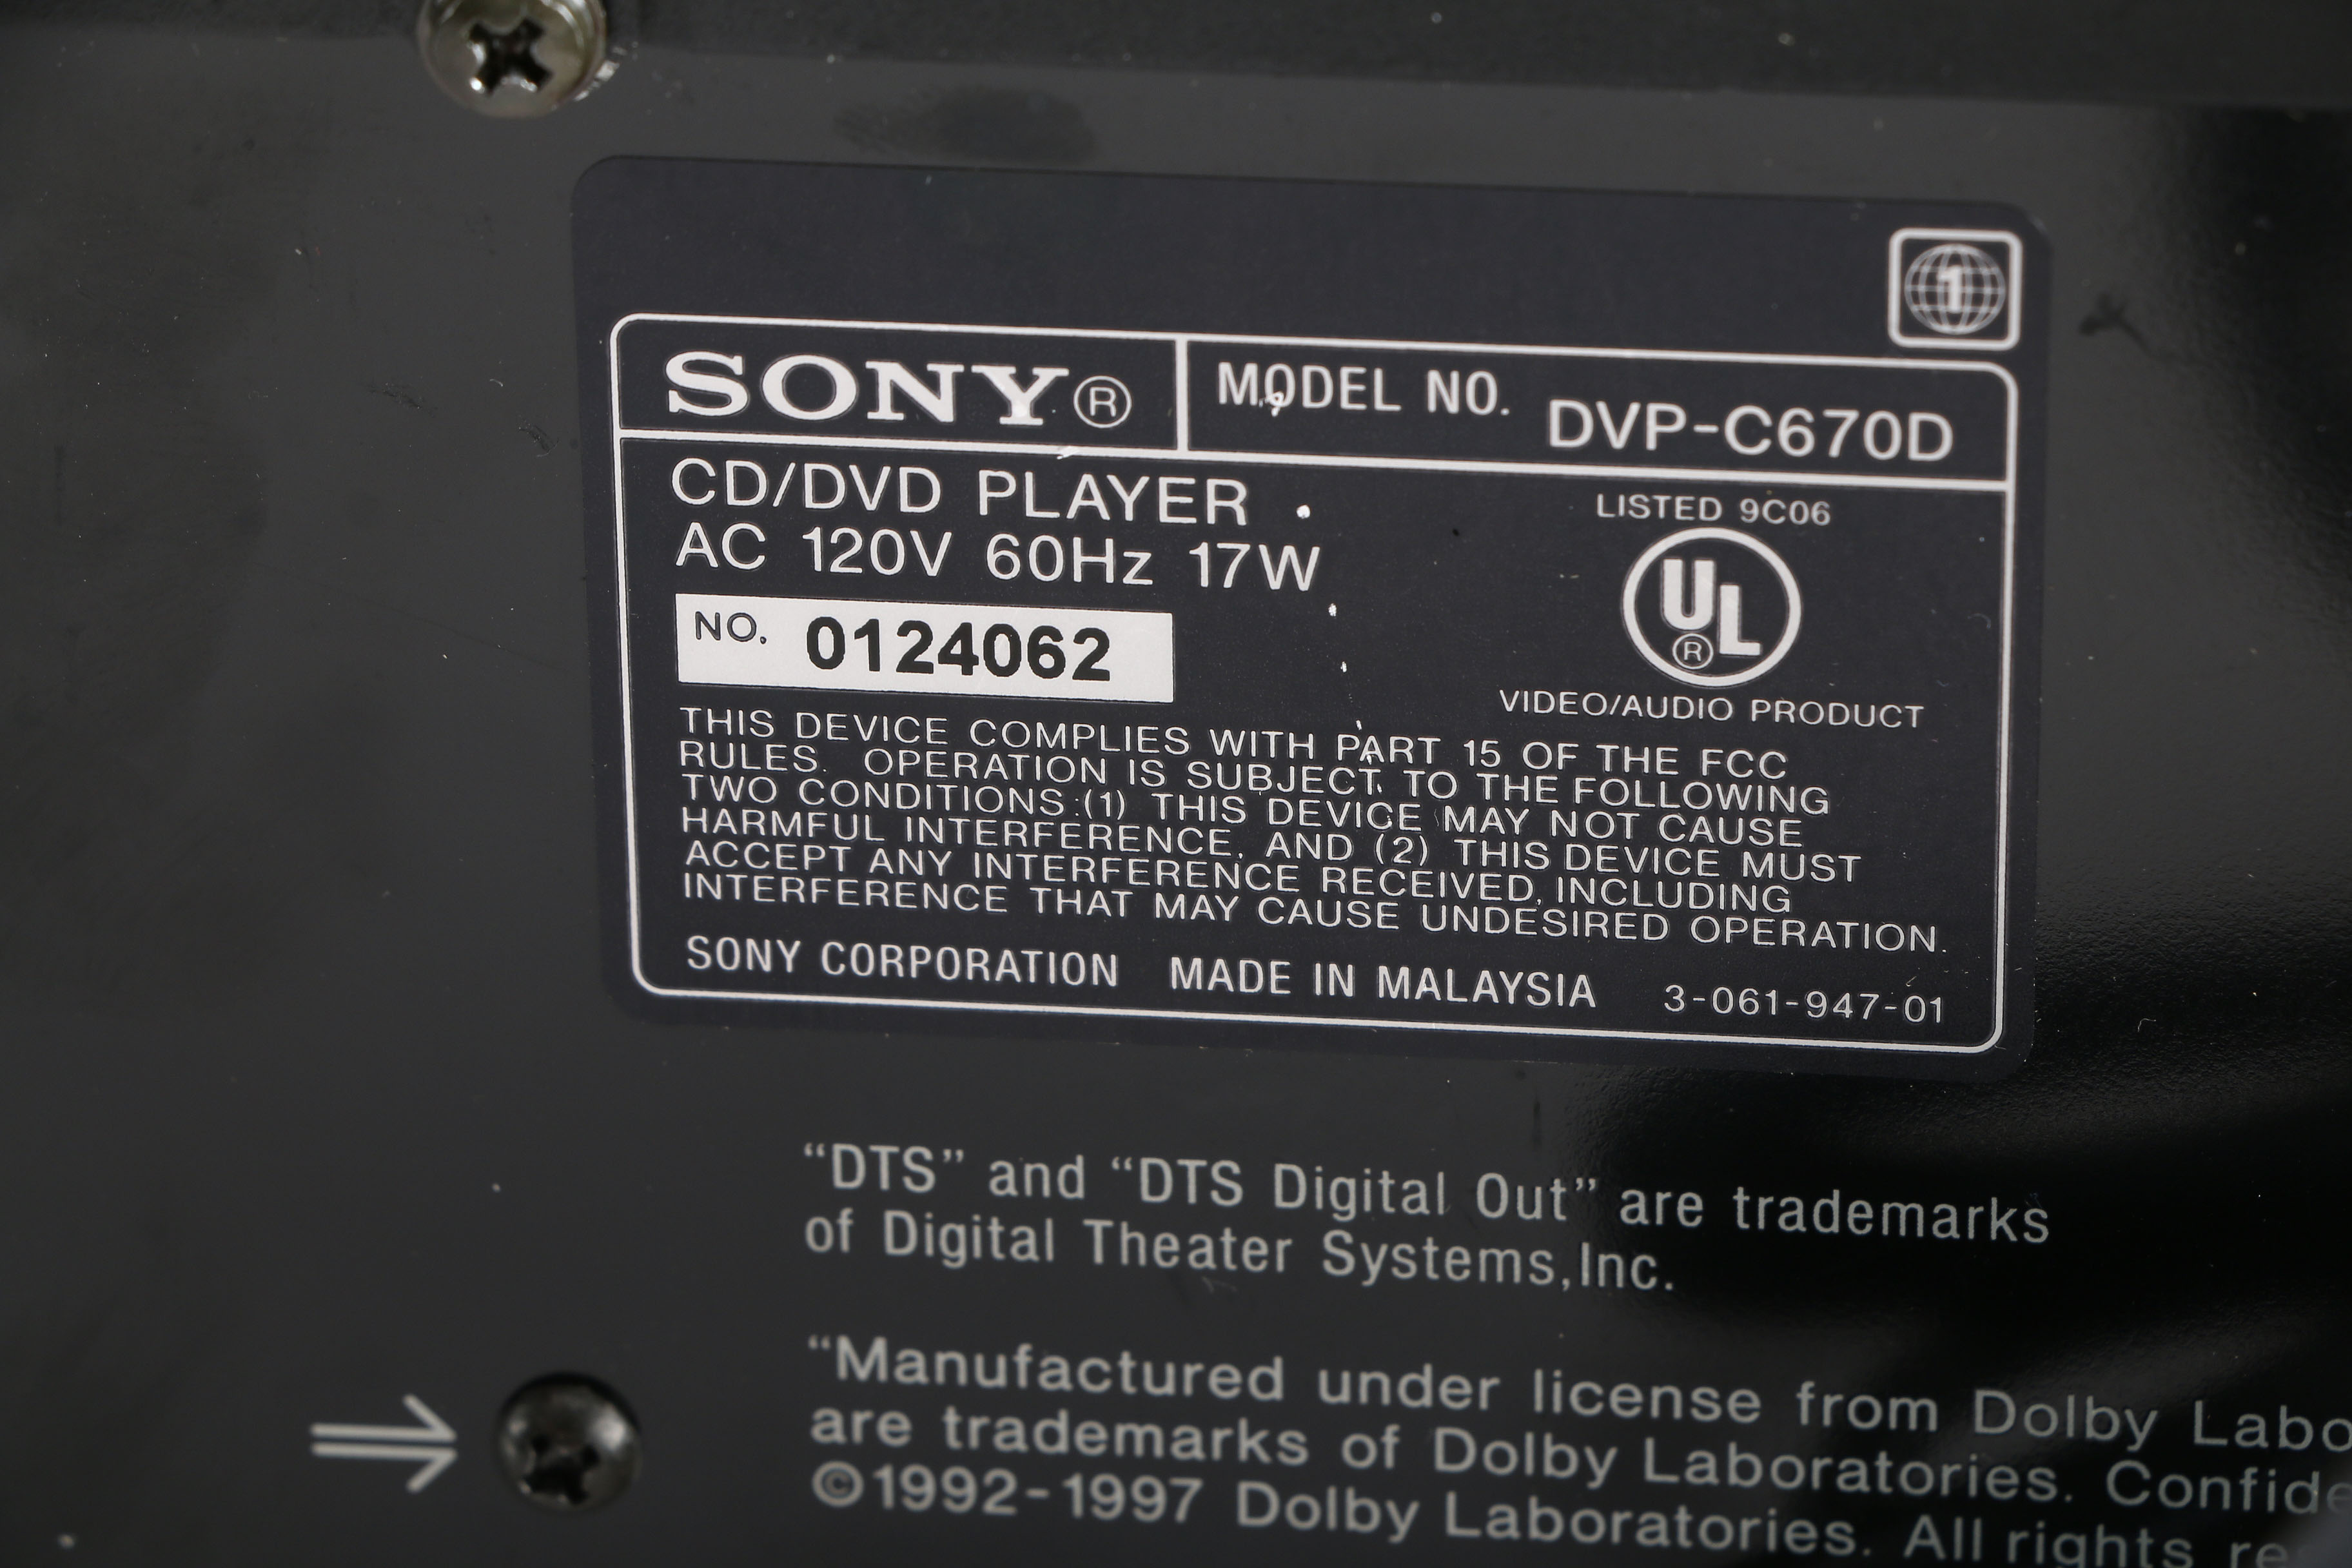 1
SONY®
MODEL NO. DVP-C670D
CD/DVD PLAYER
AC 120V 60Hz 17W
NO. 0124062
LISTED 9C06
UL®
VIDEO/AUDIO PRODUCT
THIS DEVICE COMPLIES WITH PART 15 OF THE FCC
RULES. OPERATION IS SUBJECT TO THE FOLLOWING
TWO CONDITIONS:(1) THIS DEVICE MAY NOT CAUSE
HARMFUL INTERFERENCE, AND (2) THIS DEVICE MUST
ACCEPT ANY INTERFERENCE RECEIVED, INCLUDING
INTERFERENCE THAT MAY CAUSE UNDESIRED OPERATION.
SONY CORPORATION MADE IN MALAYSIA 3-061-947-01
“DTS” and “DTS Digital Out” are trademarks
of Digital Theater Systems,Inc.
“Manufactured under license from Dolby Labo
are trademarks of Dolby Laboratories. Confide
©1992-1997 Dolby Laboratories. All rights re